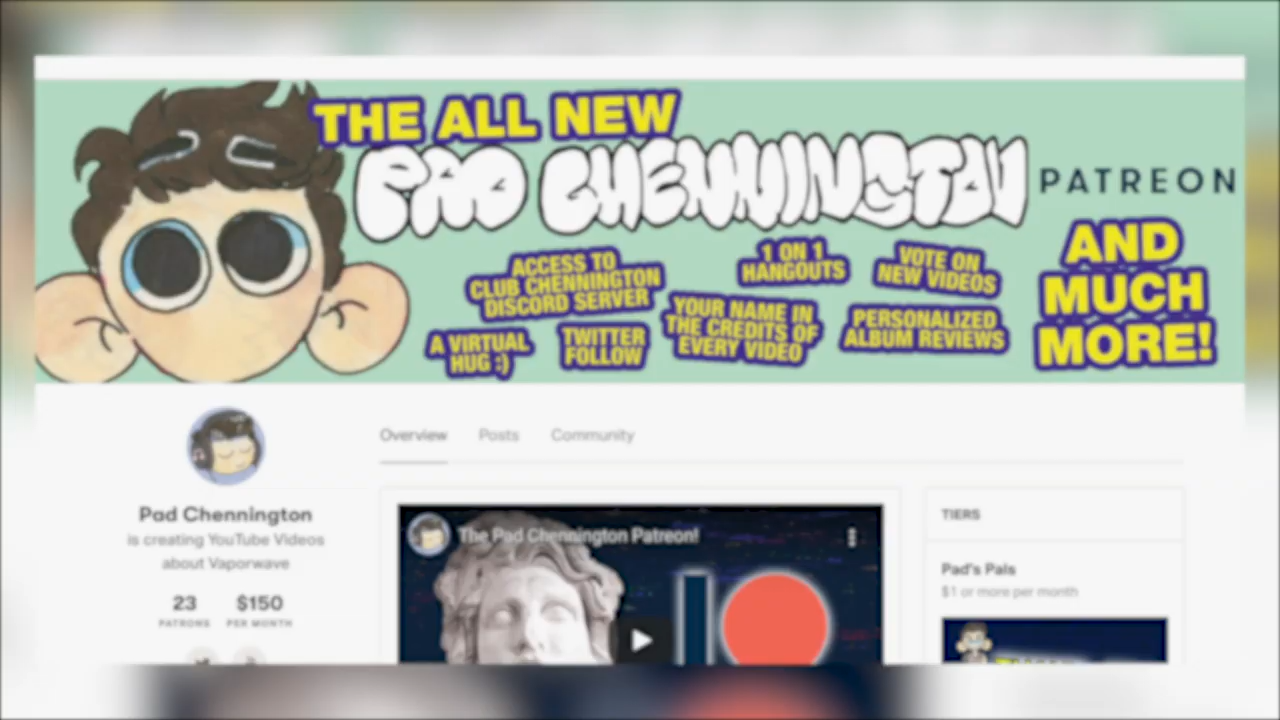 THE ALL NEW
PAD CHENNINGTON
PATREON
ACCESS TO
CLUB CHENNINGTON
DISCORD SERVER
1 ON 1
HANGOUTS
VOTE ON
NEW VIDEOS
AND
MUCH
MORE!
A VIRTUAL
HUG :)
TWITTER
FOLLOW
YOUR NAME IN
THE CREDITS OF
EVERY VIDEO
PERSONALIZED
ALBUM REVIEWS
Overview Posts Community
Pad Chennington
is creating YouTube Videos
about Vaporwave
23 $150
PATRONS PER MONTH
The Pad Chennington Patreon!
TIERS
Pad's Pals
$1 or more per month